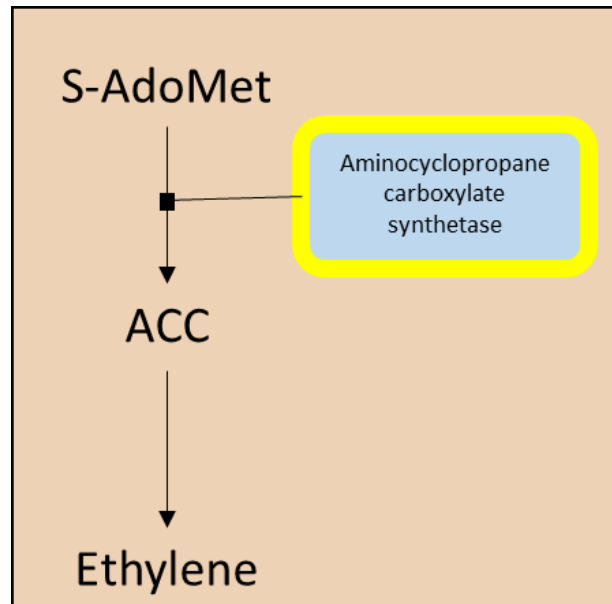 S-AdoMet
Aminocyclopropane
carboxylate
synthetase
ACC
Ethylene